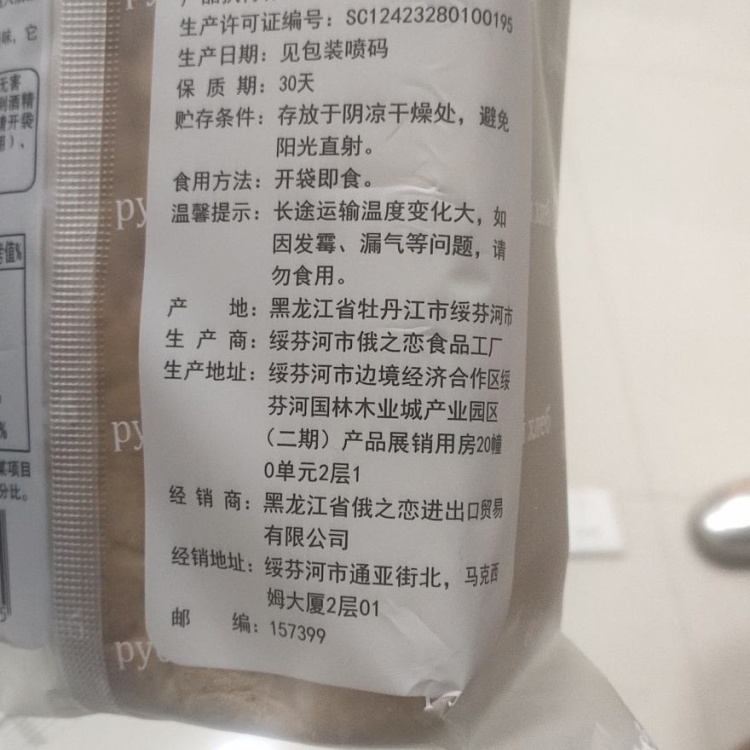 生产许可证编号：SC12423280100195
生产日期：见包装喷码
保 质 期：30天
贮存条件：存放于阴凉干燥处，避免
阳光直射。
食用方法：开袋即食。
温馨提示：长途运输温度变化大，如
因发霉、漏气等问题，请
勿食用。
产 地：黑龙江省牡丹江市绥芬河市
生 产 商：绥芬河市俄之恋食品工厂
生产地址：绥芬河市边境经济合作区绥
芬河国林木业城产业园区
（二期）产品展销用房20幢
0单元2层1
经 销 商：黑龙江省俄之恋进出口贸易
有限公司
经销地址：绥芬河市通亚街北，马克西
姆大厦2层01
邮 编：157399